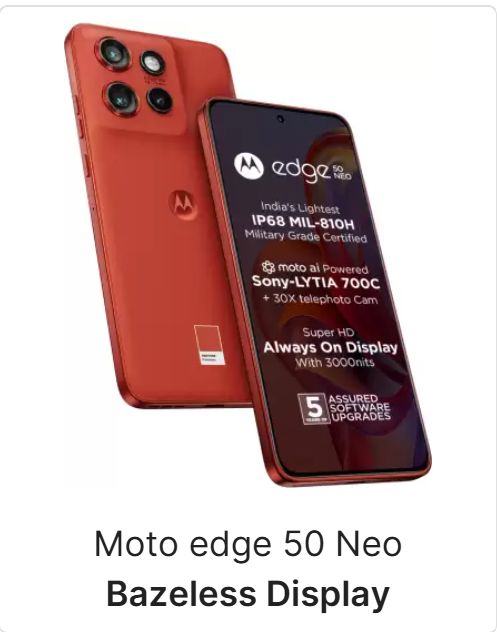 edge 50 NEO
India's Lightest
IP68 MIL-810H
Military Grade Certified
moto ai Powered
Sony-LYTIA 700C
+ 30X telephoto Cam
Super HD
Always On Display
With 3000nits
5 ASSURED
SOFTWARE
UPGRADES
Moto edge 50 Neo
Bazeless Display